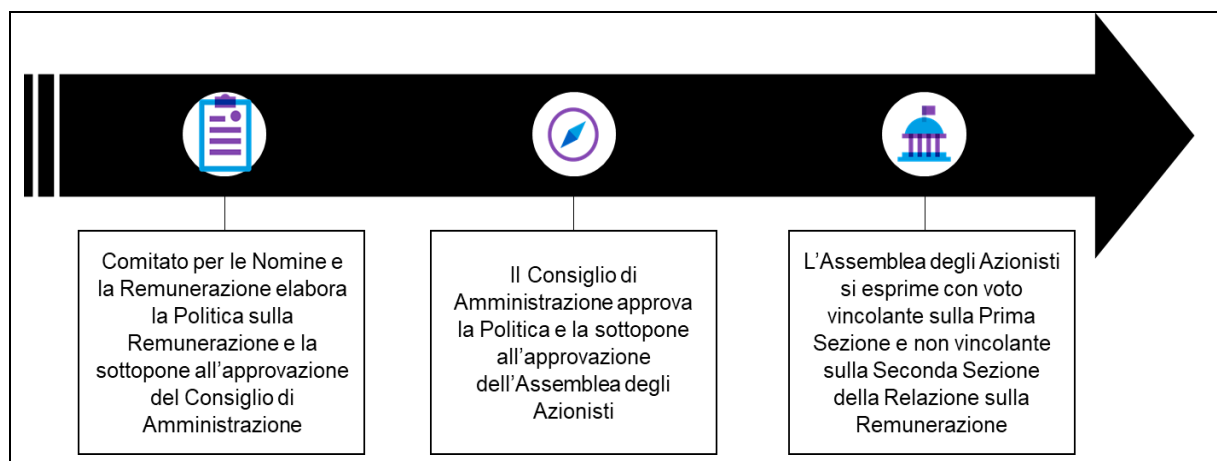 Comitato per le Nomine e
la Remunerazione elabora
la Politica sulla
Remunerazione e la
sottopone all'approvazione
del Consiglio di
Amministrazione
Il Consiglio di
Amministrazione approva
la Politica e la sottopone
all'approvazione
dell'Assemblea degli
Azionisti
L'Assemblea degli Azionisti
si esprime con voto
vincolante sulla Prima
Sezione e non vincolante
sulla Seconda Sezione
della Relazione sulla
Remunerazione